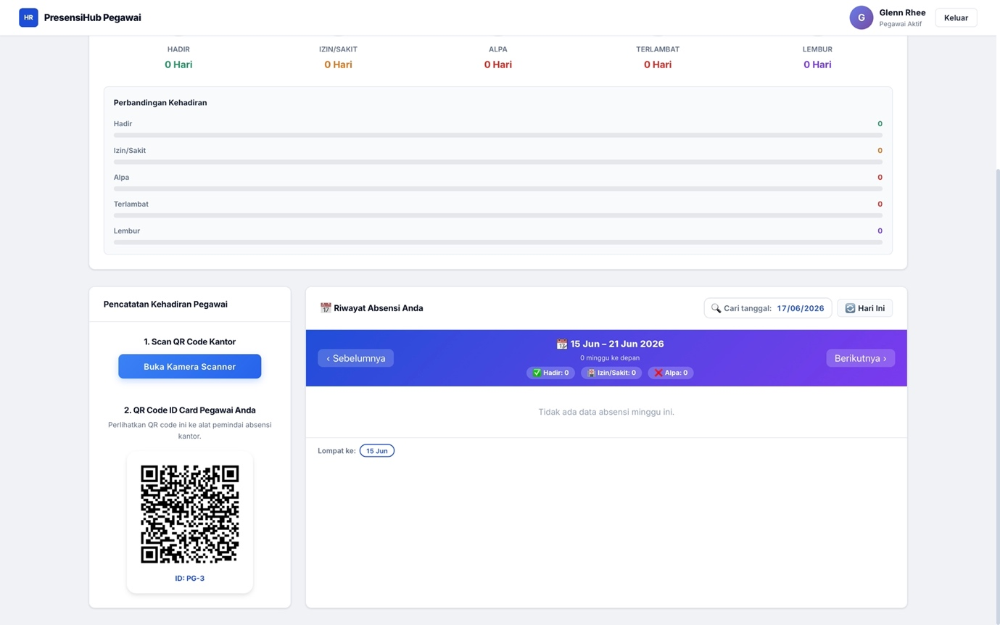 HR PresensiHub Pegawai
G Glenn Rhee
Pegawai Aktif
Keluar
HADIR IZIN/SAKIT ALPA TERLAMBAT LEMBUR
0 Hari 0 Hari 0 Hari 0 Hari 0 Hari
Perbandingan Kehadiran
Hadir 0
Izin/Sakit 0
Alpa 0
Terlambat 0
Lembur 0
Pencatatan Kehadiran Pegawai
1. Scan QR Code Kantor
Buka Kamera Scanner
2. QR Code ID Card Pegawai Anda
Perlihatkan QR code ini ke alat pemindai absensi
kantor.
ID: PG-3
📅 Riwayat Absensi Anda
🔍 Cari tanggal: 17/06/2026
🔄 Hari Ini
‹ Sebelumnya
📆 15 Jun – 21 Jun 2026
0 minggu ke depan
✅ Hadir: 0 🏥 Izin/Sakit: 0 ❌ Alpa: 0
Berikutnya ›
Tidak ada data absensi minggu ini.
Lompat ke: 15 Jun